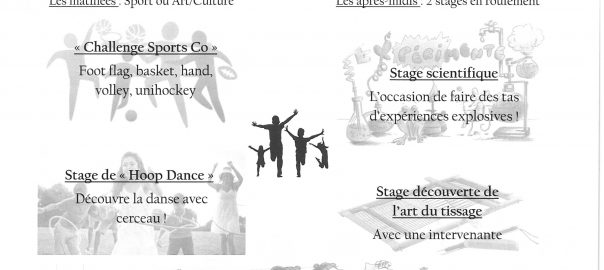 Les matinées : Sport ou Art/Culture
« Challenge Sports Co »
Foot flag, basket, hand,
volley, unihockey
Stage de « Hoop Dance »
Découvre la danse avec
cerceau !
Les après-midis : 2 stages en roulement
EXPÉRIMENTS
Stage scientifique
L'occasion de faire des tas
d'expériences explosives !
Stage découverte de
l'art du tissage
Avec une intervenante